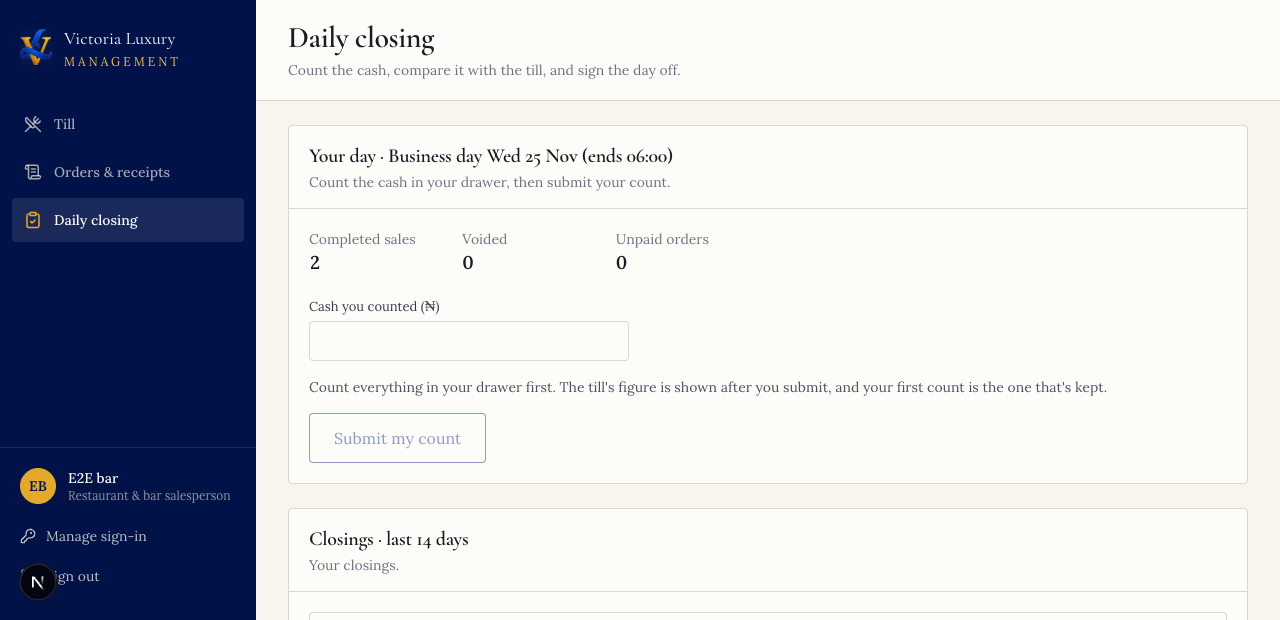 Victoria Luxury
MANAGEMENT
Till
Orders & receipts
Daily closing
E2E bar
EB
Restaurant & bar salesperson
Manage sign-in
ign out
N
Daily closing
Count the cash, compare it with the till, and sign the day off.
Your day · Business day Wed 25 Nov (ends 06:00)
Count the cash in your drawer, then submit your count.
Completed sales
2
Voided
0
Unpaid orders
0
Cash you counted (₦)
Count everything in your drawer first. The till's figure is shown after you submit, and your first count is the one that's kept.
Submit my count
Closings · last 14 days
Your closings.